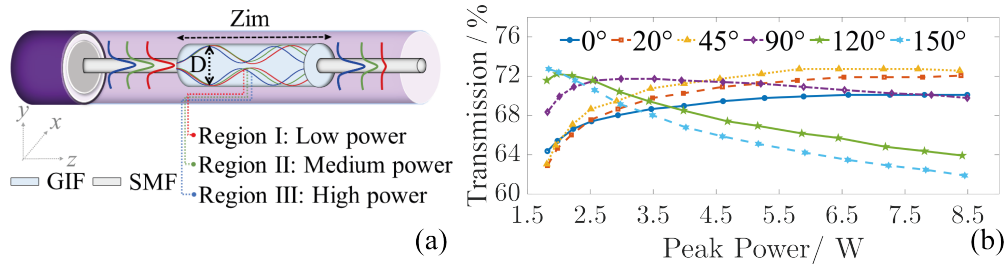 Zim
D
y
x
z
GIF
SMF
Region I: Low power
Region II: Medium power
Region III: High power
(a)
Transmission / %
76
72
68
64
60
0° 20° 45° 90° 120° 150°
1.5 2.5 3.5 4.5 5.5 6.5 7.5 8.5
Peak Power/ W
(b)